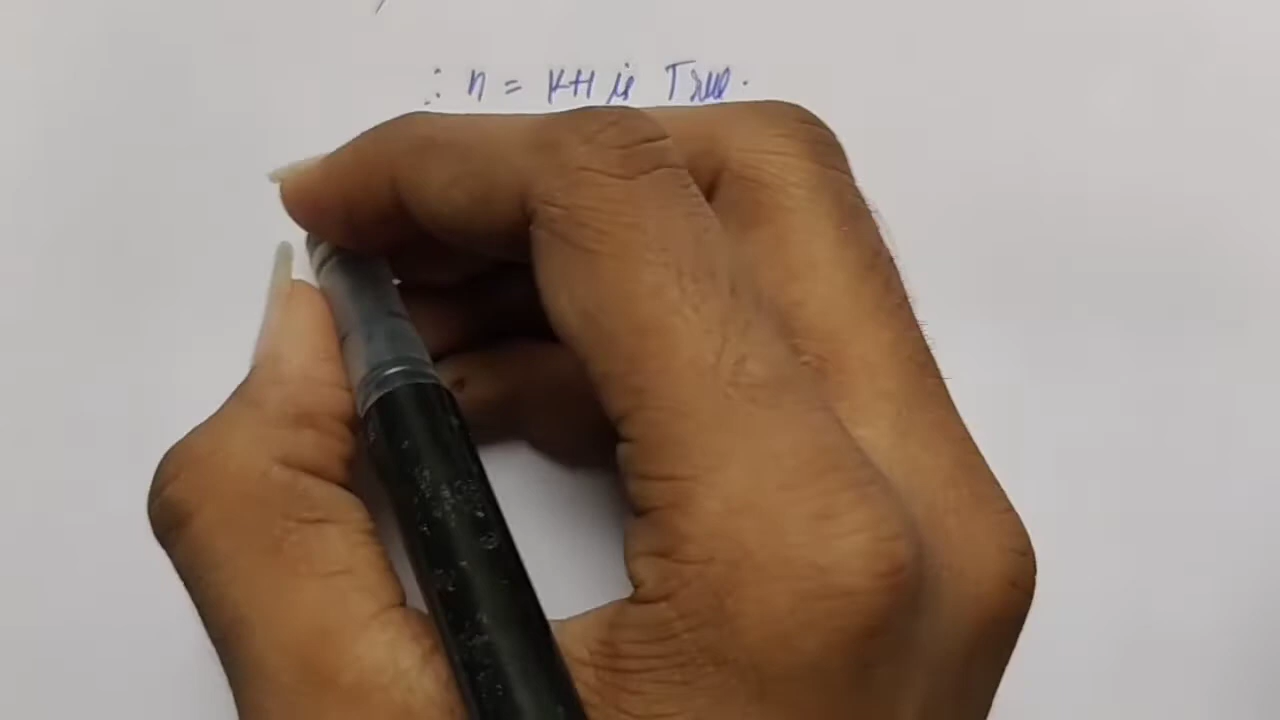 ∴ n = k+1 is True.